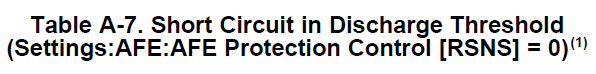 Table A-7. Short Circuit in Discharge Threshold
(Settings:AFE:AFE Protection Control [RSNS] = 0)(1)